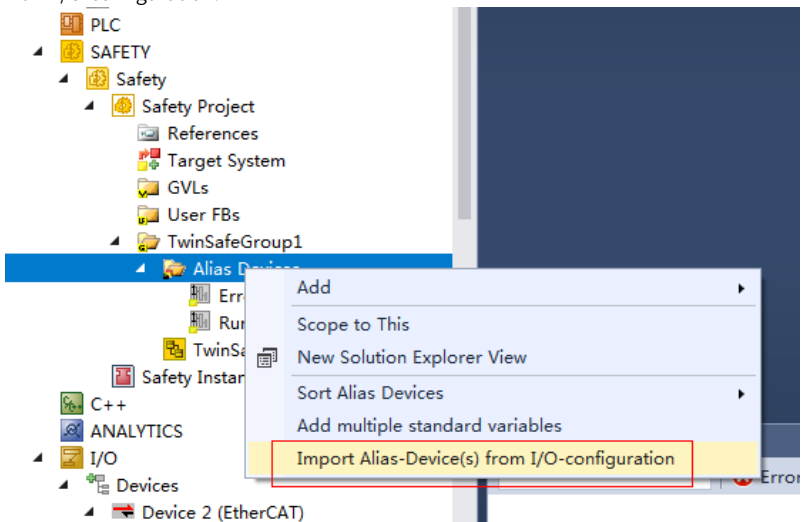 PLC
SAFETY
Safety
Safety Project
References
Target System
GVLs
User FBs
TwinSafeGroup1
Alias
Add
Scope to This
New Solution Explorer View
Sort Alias Devices
Add multiple standard variables
Import Alias-Device(s) from I/O-configuration
Safety
C++
ANALYTICS
I/O
Devices
Device 2 (EtherCAT)